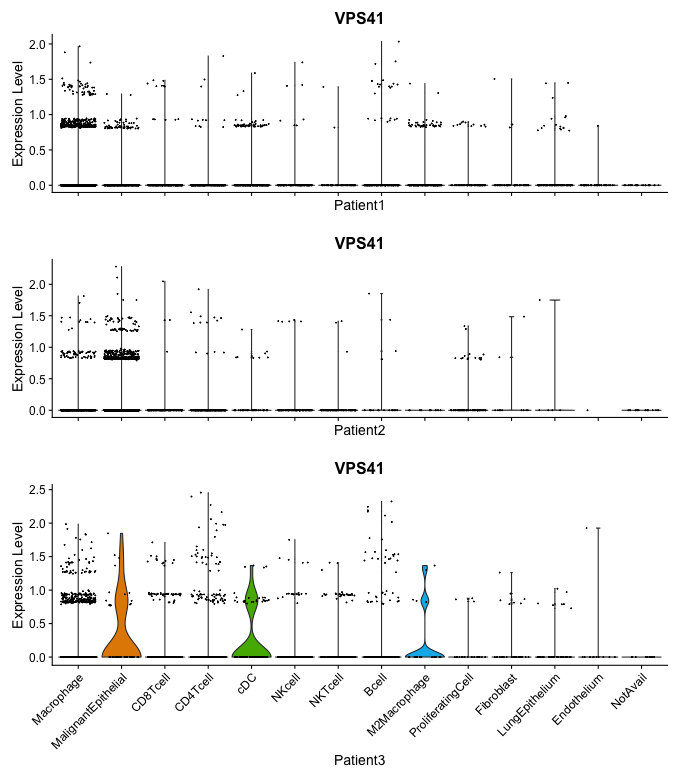 VPS41
Expression Level
2.0
1.5
1.0
0.5
0.0
Patient1
VPS41
Expression Level
2.0
1.5
1.0
0.5
0.0
Patient2
VPS41
Expression Level
2.5
2.0
1.5
1.0
0.5
0.0
Macrophage
MalignantEpithelial
CD8Tcell
CD4Tcell
cDC
NKcell
NKTcell
Bcell
M2Macrophage
ProliferatingCell
Fibroblast
LungEpithelium
Endothelium
NotAvail
Patient3